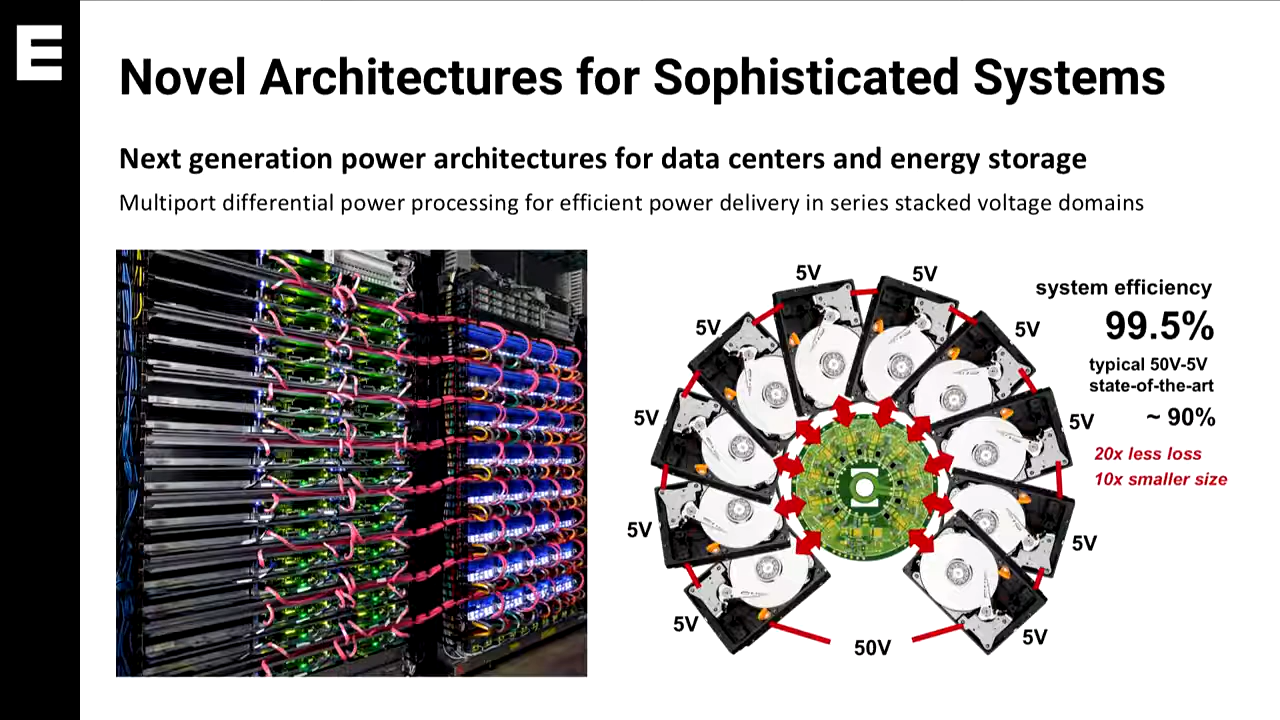 E
Novel Architectures for Sophisticated Systems
Next generation power architectures for data centers and energy storage
Multiport differential power processing for efficient power delivery in series stacked voltage domains
5V
5V
5V
5V
5V
5V
5V
5V
5V
5V
50V
system efficiency
99.5%
typical 50V-5V
state-of-the-art
~ 90%
20x less loss
10x smaller size